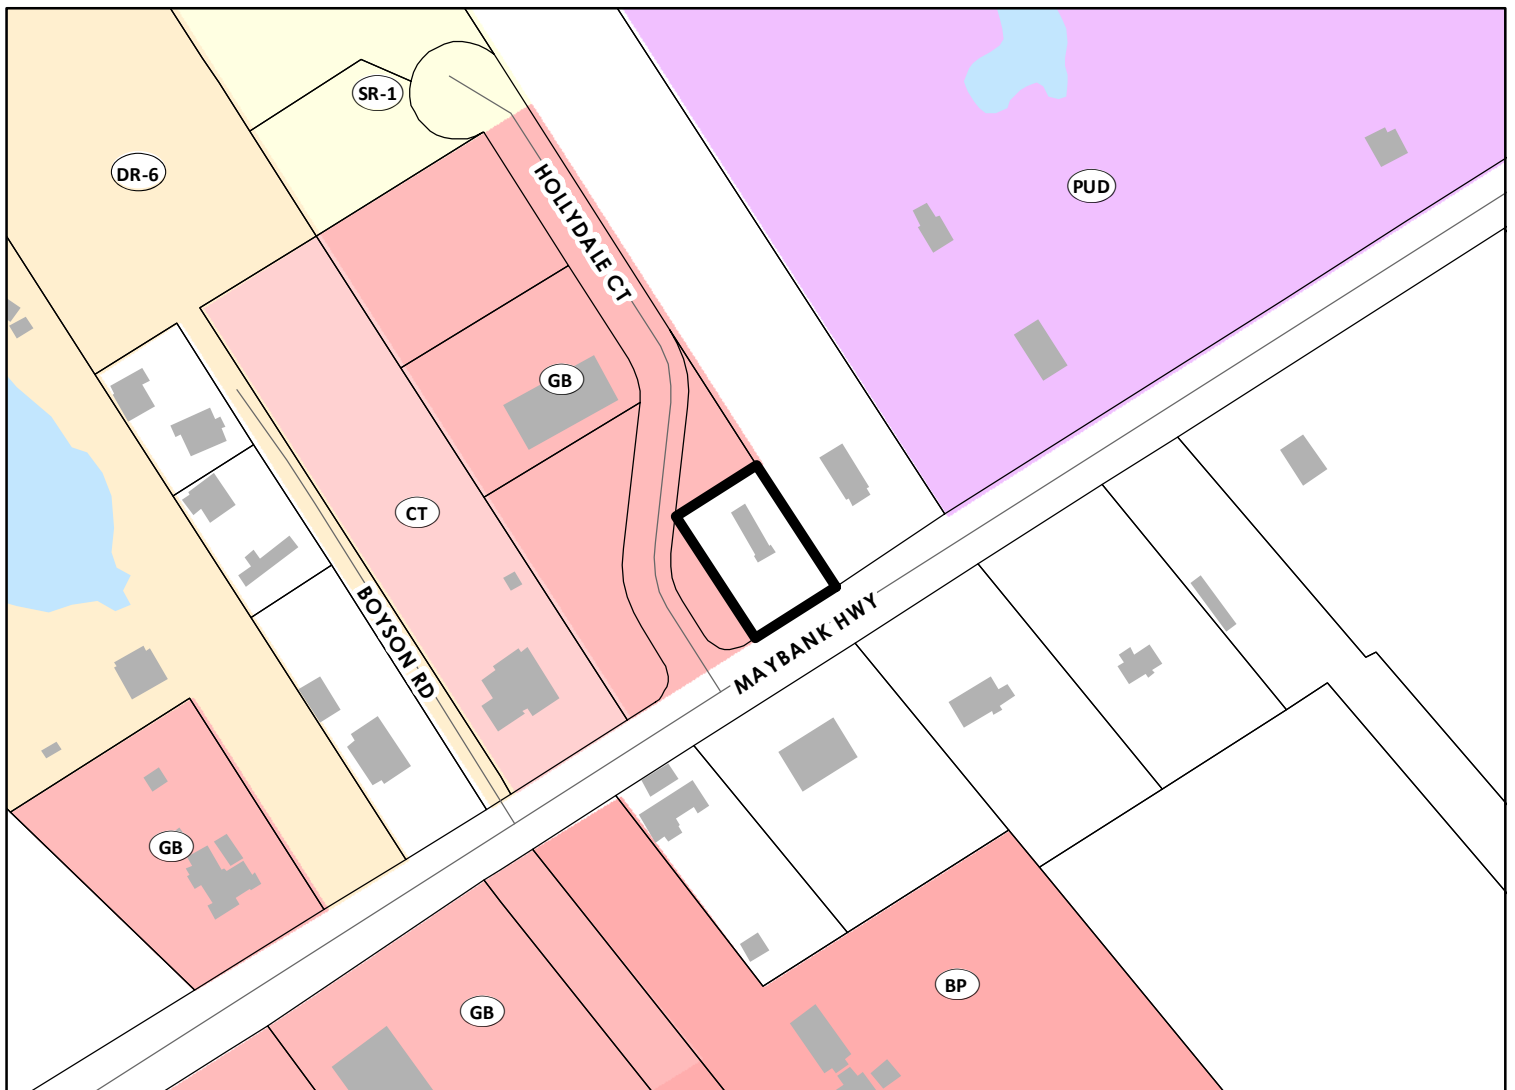 SR-1
DR-6
PUD
HOLLYDALE CT
GB
CT
BOYSON RD
MAYBANK HWY
GB
BP
GB